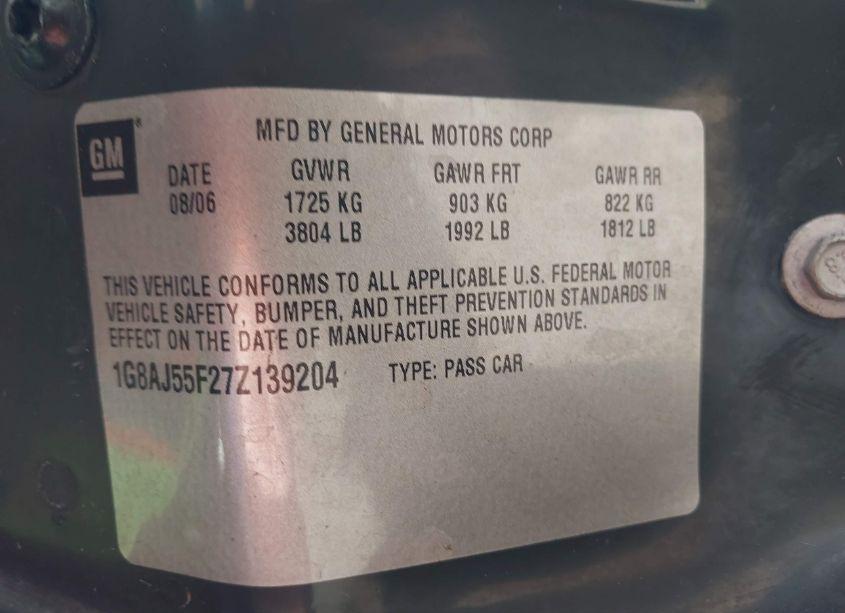 GM
MFD BY GENERAL MOTORS CORP
DATE GVWR GAWR FRT GAWR RR
08/06 1725 KG 903 KG 822 KG
3804 LB 1992 LB 1812 LB
THIS VEHICLE CONFORMS TO ALL APPLICABLE U.S. FEDERAL MOTOR
VEHICLE SAFETY, BUMPER, AND THEFT PREVENTION STANDARDS IN
EFFECT ON THE DATE OF MANUFACTURE SHOWN ABOVE.
1G8AJ55F27Z139204 TYPE: PASS CAR